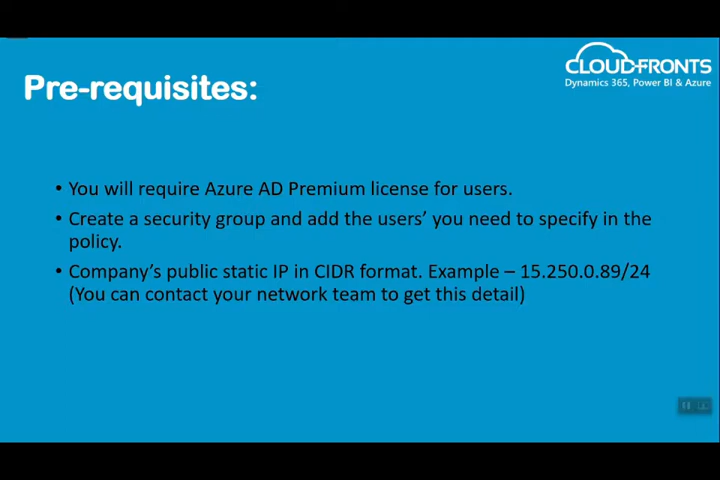 CLOUDFRONTS
Dynamics 365, Power BI & Azure
Pre-requisites:
• You will require Azure AD Premium license for users.
• Create a security group and add the users’ you need to specify in the
policy.
• Company’s public static IP in CIDR format. Example – 15.250.0.89/24
(You can contact your network team to get this detail)